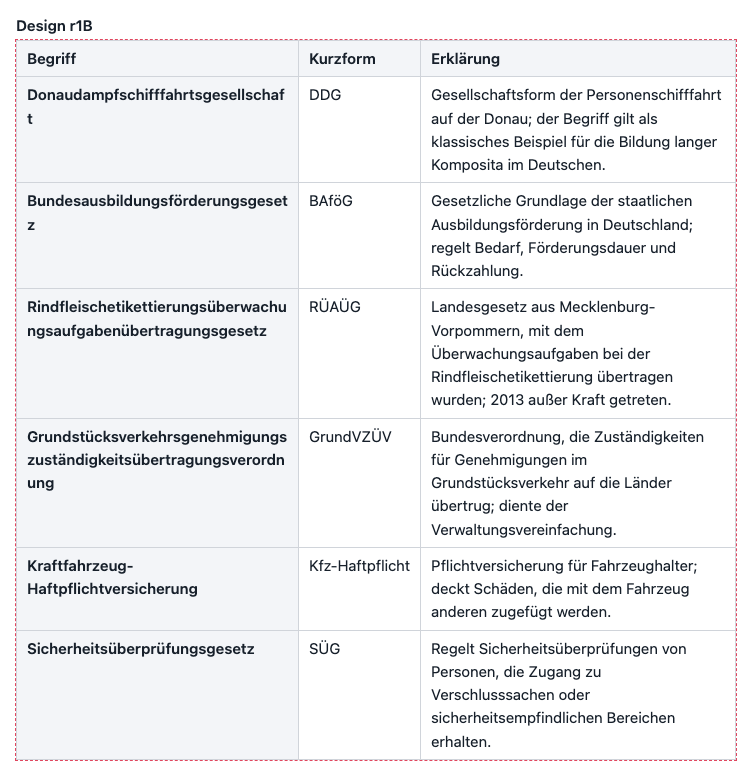 Design r1B
Begriff Kurzform Erklärung
Donaudampfschifffahrtsgesellschaf DDG Gesellschaftsform der Personenschifffahrt
t auf der Donau; der Begriff gilt als
klassisches Beispiel für die Bildung langer
Komposita im Deutschen.
Bundesausbildungsförderungsgeset BAföG Gesetzliche Grundlage der staatlichen
z Ausbildungsförderung in Deutschland;
regelt Bedarf, Förderungsdauer und
Rückzahlung.
Rindfleischetikettierungsüberwachu RÜAÜG Landesgesetz aus Mecklenburg-
ngsaufgabenübertragungsgesetz Vorpommern, mit dem
Überwachungsaufgaben bei der
Rindfleischetikettierung übertragen
wurden; 2013 außer Kraft getreten.
Grundstücksverkehrsgenehmigungs GrundVZÜV Bundesverordnung, die Zuständigkeiten
zuständigkeitsübertragungsverordn für Genehmigungen im
ung Grundstücksverkehr auf die Länder
übertrug; diente der
Verwaltungsvereinfachung.
Kraftfahrzeug- Kfz-Haftpflicht Pflichtversicherung für Fahrzeughalter;
Haftpflichtversicherung deckt Schäden, die mit dem Fahrzeug
anderen zugefügt werden.
Sicherheitsüberprüfungsgesetz SÜG Regelt Sicherheitsüberprüfungen von
Personen, die Zugang zu
Verschlusssachen oder
sicherheitsempfindlichen Bereichen
erhalten.